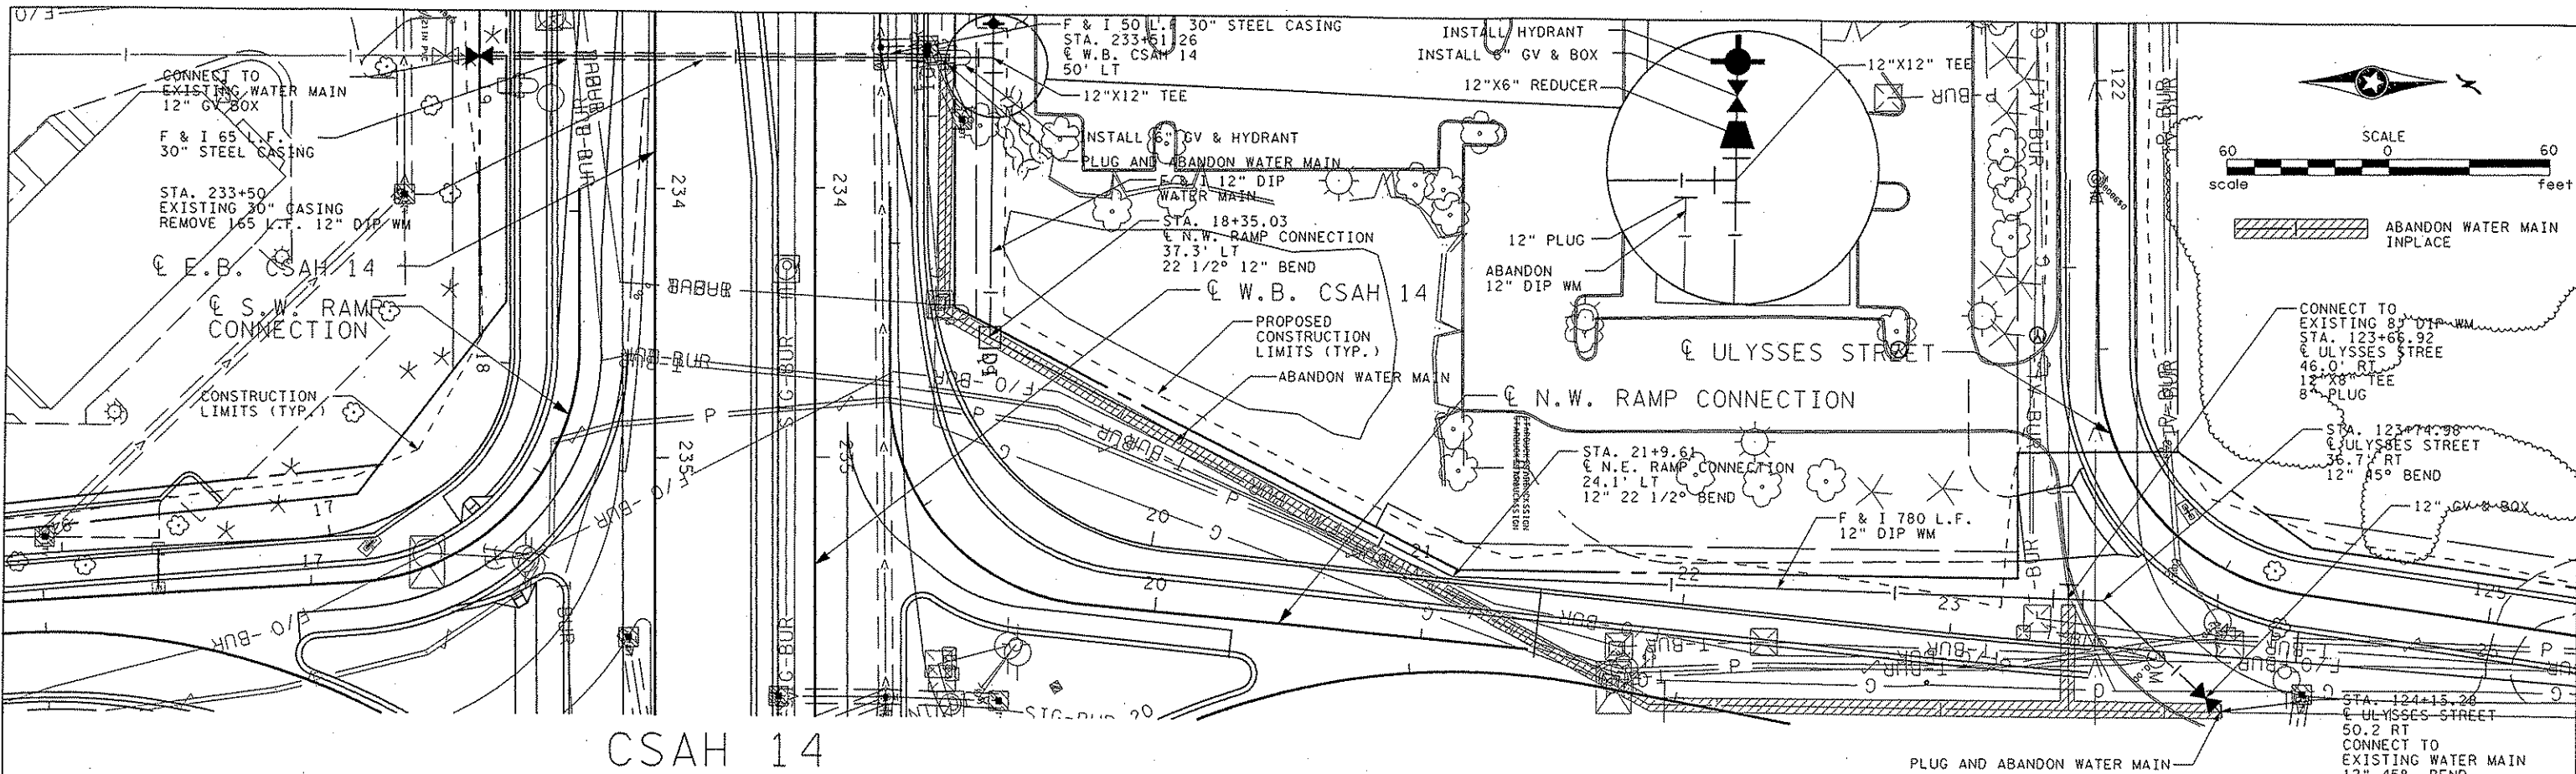 CONNECT TO
EXISTING WATER MAIN
12" GV BOX
F & I 65 L.F.
30" STEEL CASING
STA. 233+50
EXISTING 30" CASING
REMOVE 165 L.F. 12" DIP WM
℄ E.B. CSAH 14
℄ S.W. RAMP
CONNECTION
CONSTRUCTION
LIMITS (TYP.)
F & I 50 L.F 30" STEEL CASING
STA. 233+51.26
℄ W.B. CSAH 14
50' LT
12"X12" TEE
INSTALL 6" GV & HYDRANT
PLUG AND ABANDON WATER MAIN
F & I 12" DIP
WATER MAIN
STA. 18+35.03
℄ N.W. RAMP CONNECTION
37.3' LT
22 1/2° 12" BEND
℄ W.B. CSAH 14
PROPOSED
CONSTRUCTION
LIMITS (TYP.)
ABANDON WATER MAIN
INSTALL HYDRANT
INSTALL 6" GV & BOX
12"X6" REDUCER
12"X12" TEE
12" PLUG
ABANDON
12" DIP WM
℄ ULYSSES STREET
℄ N.W. RAMP CONNECTION
STA. 21+9.61
℄ N.E. RAMP CONNECTION
24.1' LT
12" 22 1/2° BEND
F & I 780 L.F.
12" DIP WM
SCALE
60 0 60
scale feet
ABANDON WATER MAIN
INPLACE
CONNECT TO
EXISTING 8" DIP WM
STA. 123+66.92
℄ ULYSSES STREE
46.0' RT
12"X8" TEE
8" PLUG
STA. 123+74.98
℄ ULYSSES STREET
36.7' RT
12" 45° BEND
12" GV & BOX
STA. 124+15.28
℄ ULYSSES STREET
50.2 RT
CONNECT TO
EXISTING WATER MAIN
12" 45° BEND
PLUG AND ABANDON WATER MAIN
CSAH 14
234
234
235
235
122
17
17
18
20
20
21
22
23